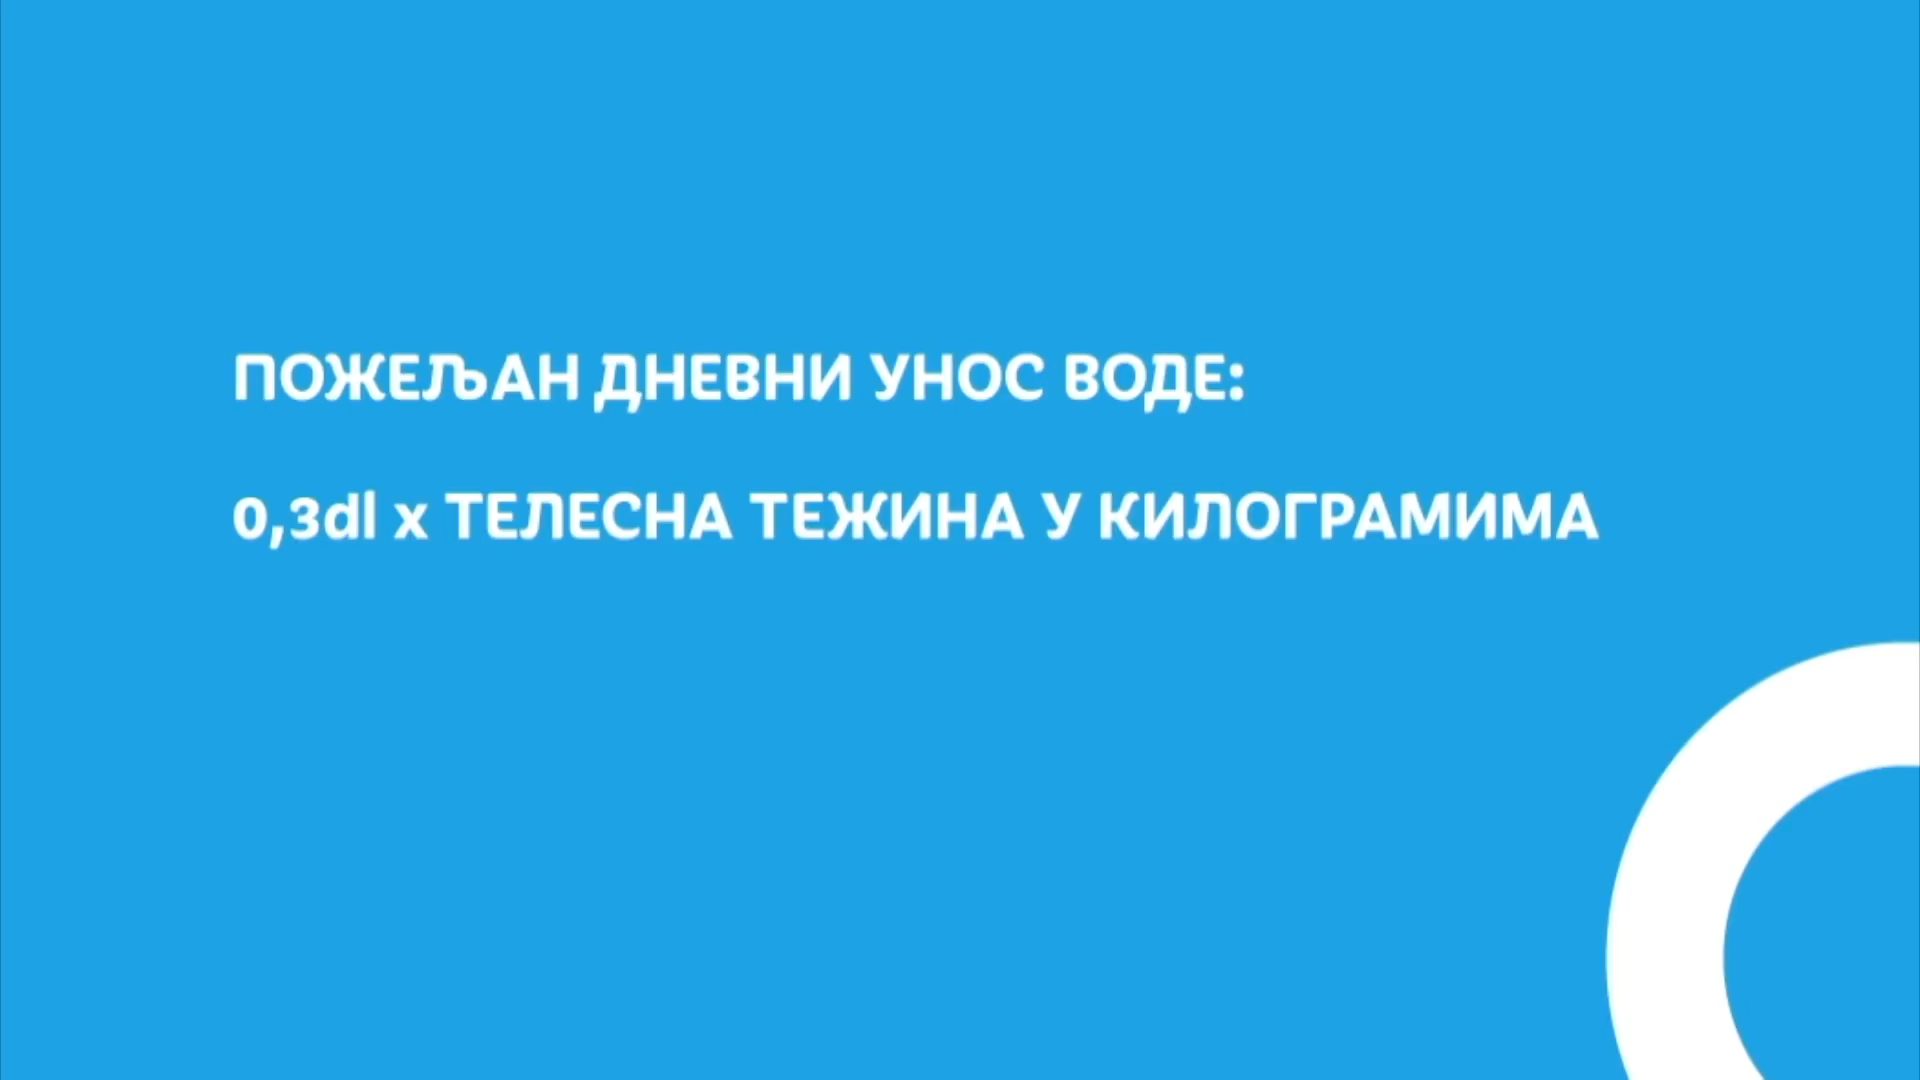 ПОЖЕЉАН ДНЕВНИ УНОС ВОДЕ:
0,3dl x ТЕЛЕСНА ТЕЖИНА У КИЛОГРАМИМА